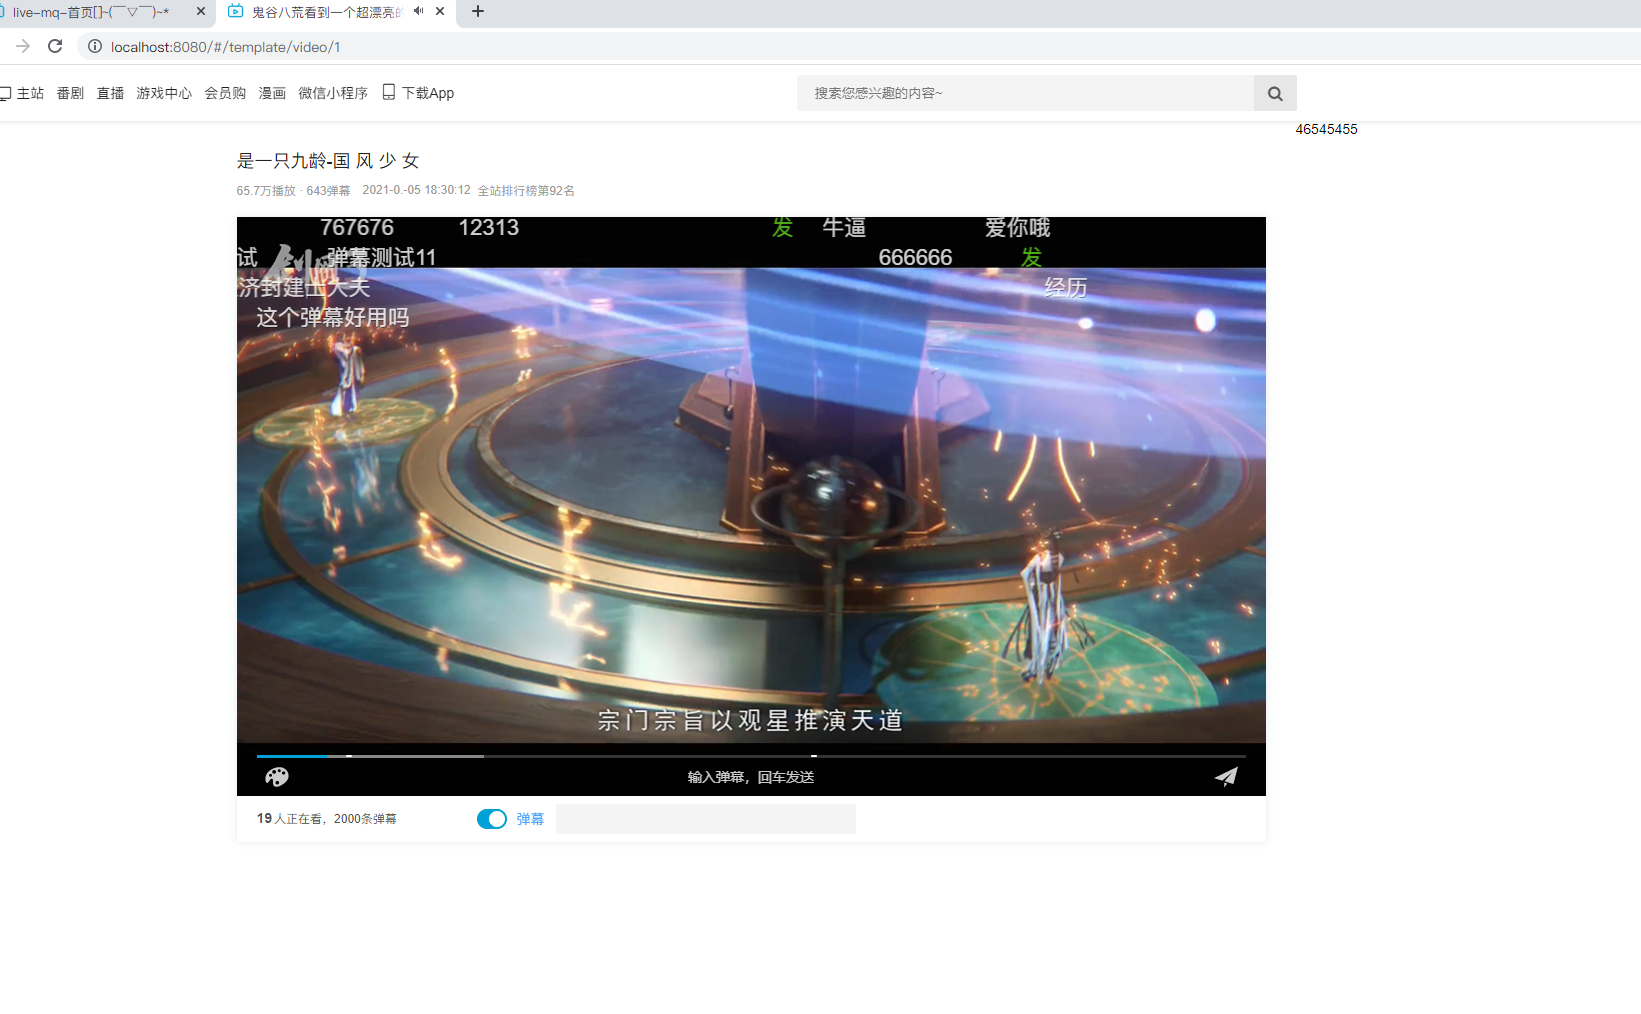 live-mq-首页[]~(￣▽￣)~*
鬼谷八荒看到一个超漂亮的
localhost:8080/#/template/video/1
主站 番剧 直播 游戏中心 会员购 漫画 微信小程序 下载App
搜索您感兴趣的内容~
46545455
是一只九龄-国 风 少 女
65.7万播放 · 643弹幕 2021-0.-05 18:30:12 全站排行榜第92名
767676 12313 发 牛逼 爱你哦
试 弹幕测试11 666666 发
济封建士大夫 经历
这个弹幕好用吗
宗门宗旨以观星推演天道
输入弹幕，回车发送
19 人正在看，2000条弹幕 弹幕